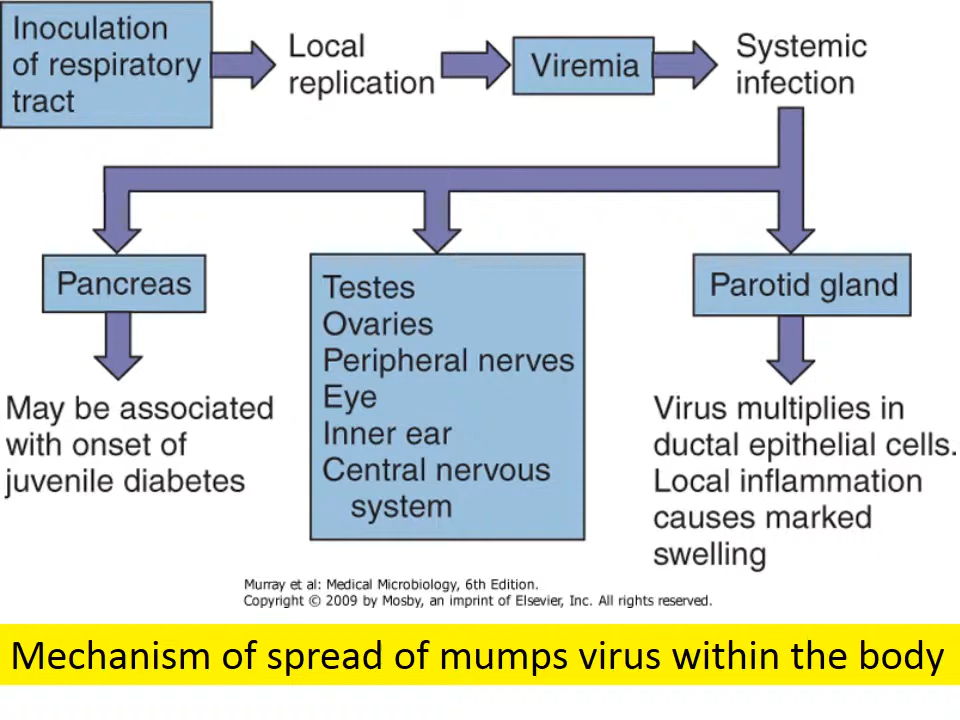 Inoculation
of respiratory
tract
Local
replication
Viremia
Systemic
infection
Pancreas
May be associated
with onset of
juvenile diabetes
Testes
Ovaries
Peripheral nerves
Eye
Inner ear
Central nervous
system
Parotid gland
Virus multiplies in
ductal epithelial cells.
Local inflammation
causes marked
swelling
Murray et al: Medical Microbiology, 6th Edition.
Copyright © 2009 by Mosby, an imprint of Elsevier, Inc. All rights reserved.
Mechanism of spread of mumps virus within the body